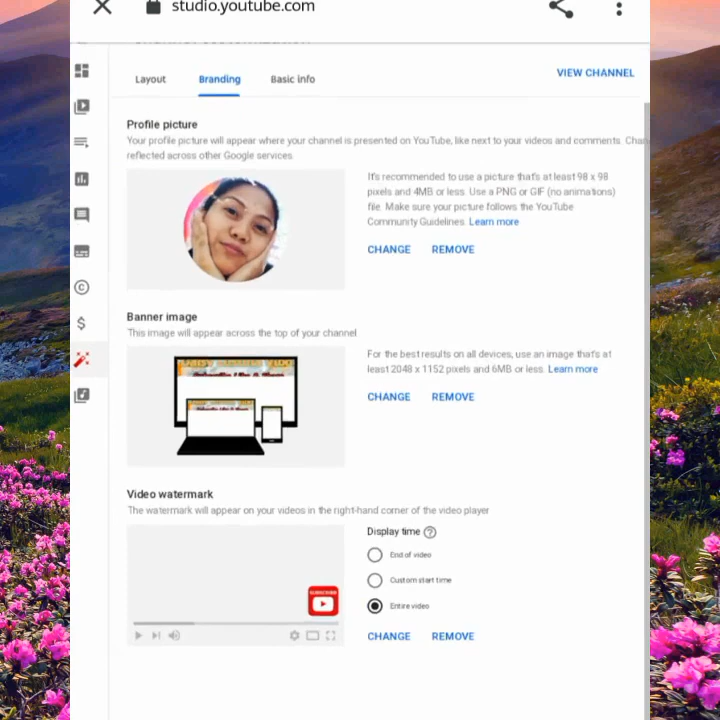 studio.youtube.com
Layout
Branding
Basic info
VIEW CHANNEL
Profile picture
Your profile picture will appear where your channel is presented on YouTube, like next to your videos and comments. Chan
reflected across other Google services.
It's recommended to use a picture that's at least 98 x 98
pixels and 4MB or less. Use a PNG or GIF (no animations)
file. Make sure your picture follows the YouTube
Community Guidelines. Learn more
CHANGE
REMOVE
Banner image
This image will appear across the top of your channel
For the best results on all devices, use an image that's at
least 2048 x 1152 pixels and 6MB or less. Learn more
CHANGE
REMOVE
Video watermark
The watermark will appear on your videos in the right-hand corner of the video player
Display time
End of video
Custom start time
Entire video
SUBSCRIBE
CHANGE
REMOVE